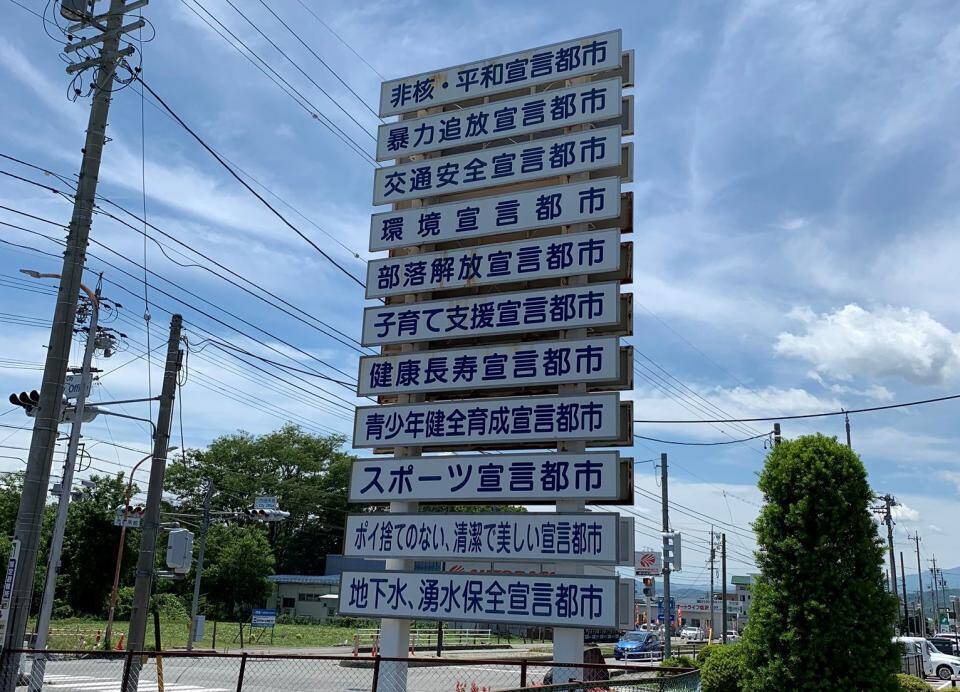 非核・平和宣言都市
暴力追放宣言都市
交通安全宣言都市
環境宣言都市
部落解放宣言都市
子育て支援宣言都市
健康長寿宣言都市
青少年健全育成宣言都市
スポーツ宣言都市
ポイ捨てのない、清潔で美しい宣言都市
地下水、湧水保全宣言都市